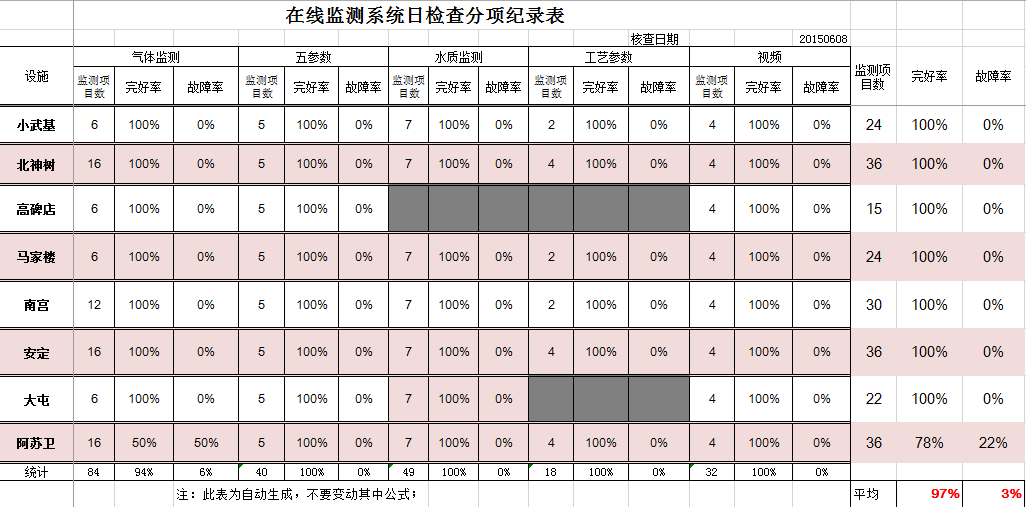 在线监测系统日检查分项纪录表
核查日期 20150608
设施 气体监测 五参数 水质监测 工艺参数 视频 监测项目数 完好率 故障率
监测项目数 完好率 故障率 监测项目数 完好率 故障率 监测项目数 完好率 故障率 监测项目数 完好率 故障率 监测项目数 完好率 故障率
小武基 6 100% 0% 5 100% 0% 7 100% 0% 2 100% 0% 4 100% 0% 24 100% 0%
北神树 16 100% 0% 5 100% 0% 7 100% 0% 4 100% 0% 4 100% 0% 36 100% 0%
高碑店 6 100% 0% 5 100% 0% 4 100% 0% 15 100% 0%
马家楼 6 100% 0% 5 100% 0% 7 100% 0% 2 100% 0% 4 100% 0% 24 100% 0%
南宫 12 100% 0% 5 100% 0% 7 100% 0% 2 100% 0% 4 100% 0% 30 100% 0%
安定 16 100% 0% 5 100% 0% 7 100% 0% 4 100% 0% 4 100% 0% 36 100% 0%
大屯 6 100% 0% 5 100% 0% 7 100% 0% 4 100% 0% 22 100% 0%
阿苏卫 16 50% 50% 5 100% 0% 7 100% 0% 4 100% 0% 4 100% 0% 36 78% 22%
统计 84 94% 6% 40 100% 0% 49 100% 0% 18 100% 0% 32 100% 0%
注：此表为自动生成，不要变动其中公式； 平均 97% 3%